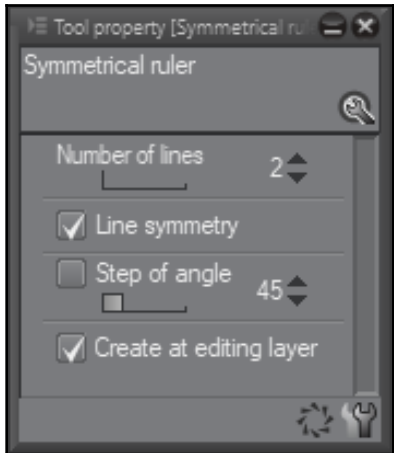 Tool property [Symmetrical ru
Symmetrical ruler
Number of lines 2
Line symmetry
Step of angle 45
Create at editing layer